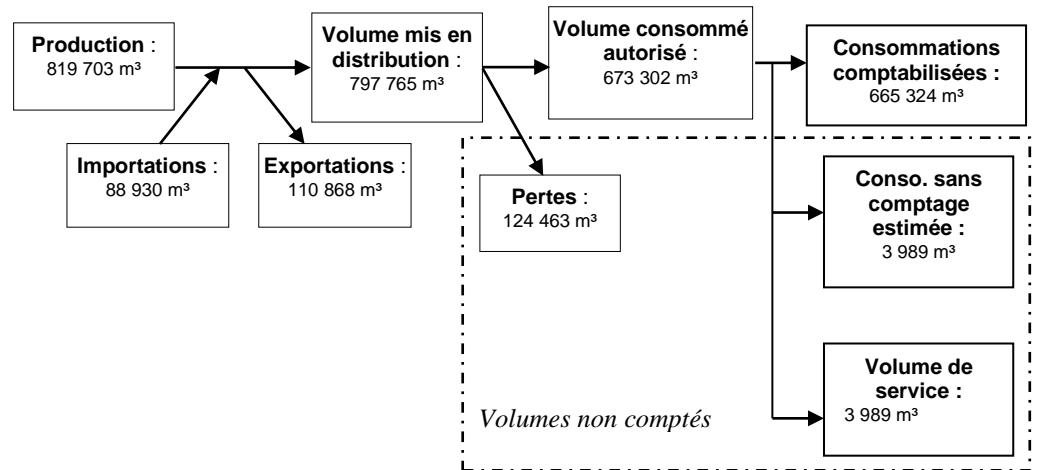 Production :
819 703 m³
Volume mis en
distribution :
797 765 m³
Volume consommé
autorisé :
673 302 m³
Consommations
comptabilisées :
665 324 m³
Importations :
88 930 m³
Exportations :
110 868 m³
Pertes :
124 463 m³
Conso. sans
comptage
estimée :
3 989 m³
Volume de
service :
3 989 m³
Volumes non comptés